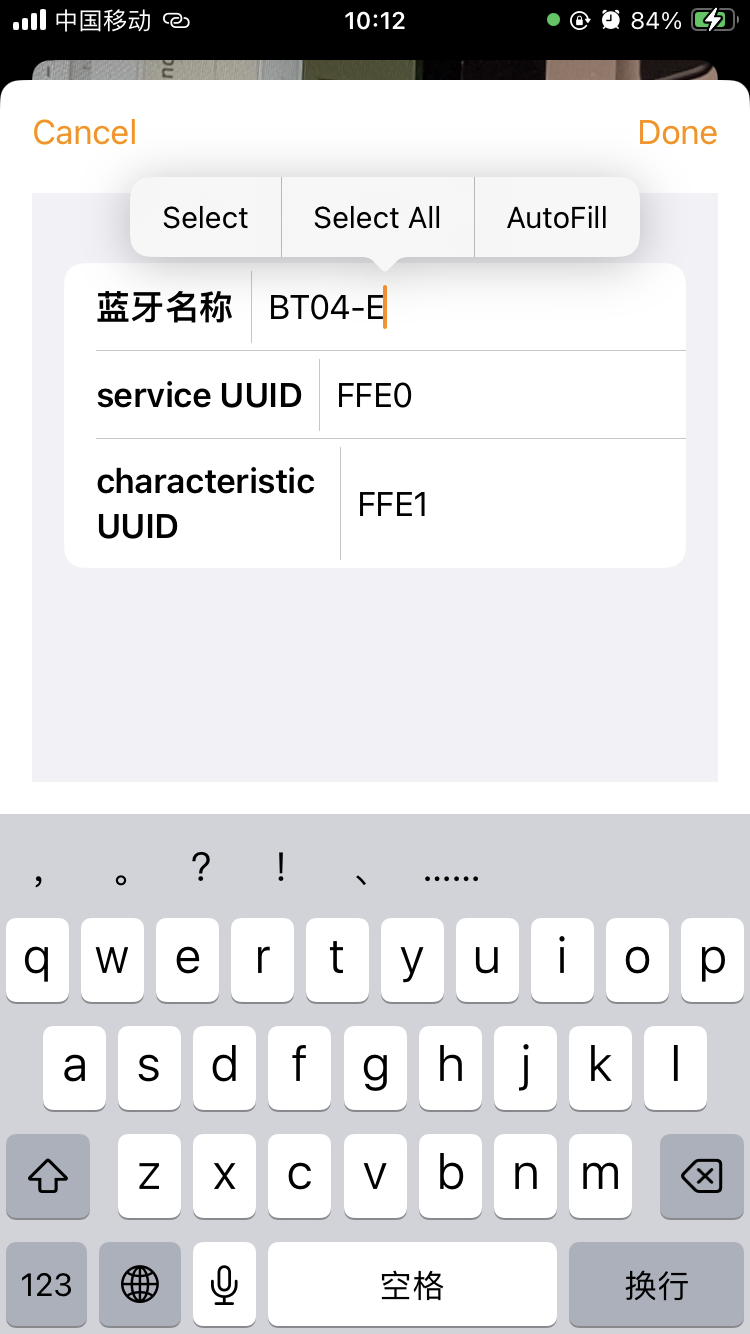 中国移动 10:12 84%
Cancel Done
Select Select All AutoFill
蓝牙名称 BT04-E
service UUID FFE0
characteristic
UUID FFE1
， 。 ？ ！ 、 ……
q w e r t y u i o p
a s d f g h j k l
z x c v b n m
123 空格 换行